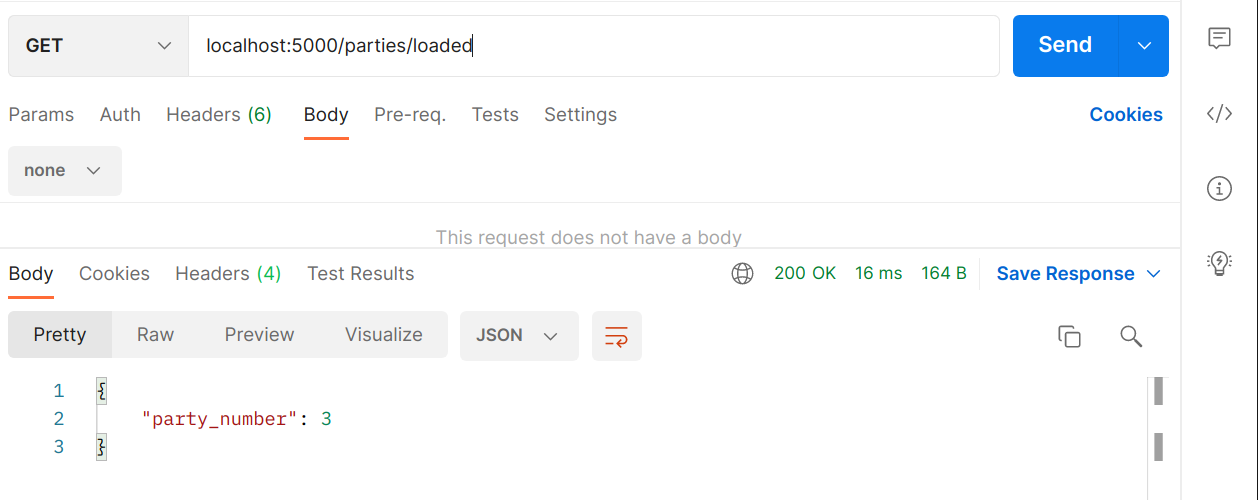 GET localhost:5000/parties/loaded Send
Params Auth Headers (6) Body Pre-req. Tests Settings Cookies
none
This request does not have a body
Body Cookies Headers (4) Test Results 200 OK 16 ms 164 B Save Response
Pretty Raw Preview Visualize JSON
1 {
2 "party_number": 3
3 }